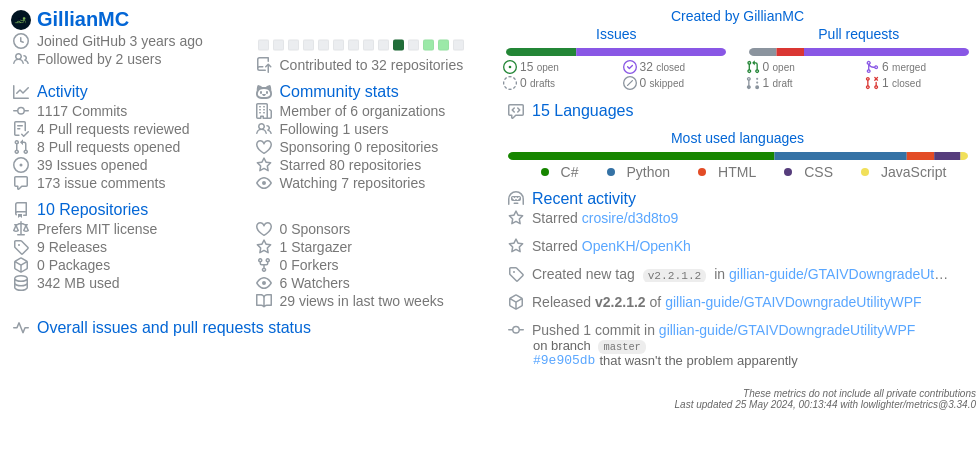 GillianMC
Joined GitHub 3 years ago
Followed by 2 users
Contributed to 32 repositories
Activity
1117 Commits
4 Pull requests reviewed
8 Pull requests opened
39 Issues opened
173 issue comments
Community stats
Member of 6 organizations
Following 1 users
Sponsoring 0 repositories
Starred 80 repositories
Watching 7 repositories
10 Repositories
Prefers MIT license
9 Releases
0 Packages
342 MB used
0 Sponsors
1 Stargazer
0 Forkers
6 Watchers
29 views in last two weeks
Overall issues and pull requests status
Created by GillianMC
Issues
15 open
32 closed
0 drafts
0 skipped
Pull requests
0 open
6 merged
1 draft
1 closed
15 Languages
Most used languages
C# Python HTML CSS JavaScript
Recent activity
Starred crosire/d3d8to9
Starred OpenKH/OpenKh
Created new tag v2.2.1.2 in gillian-guide/GTAIVDowngradeUt…
Released v2.2.1.2 of gillian-guide/GTAIVDowngradeUtilityWPF
Pushed 1 commit in gillian-guide/GTAIVDowngradeUtilityWPF
on branch master
#9e905db that wasn't the problem apparently
These metrics do not include all private contributions
Last updated 25 May 2024, 00:13:44 with lowlighter/metrics@3.34.0